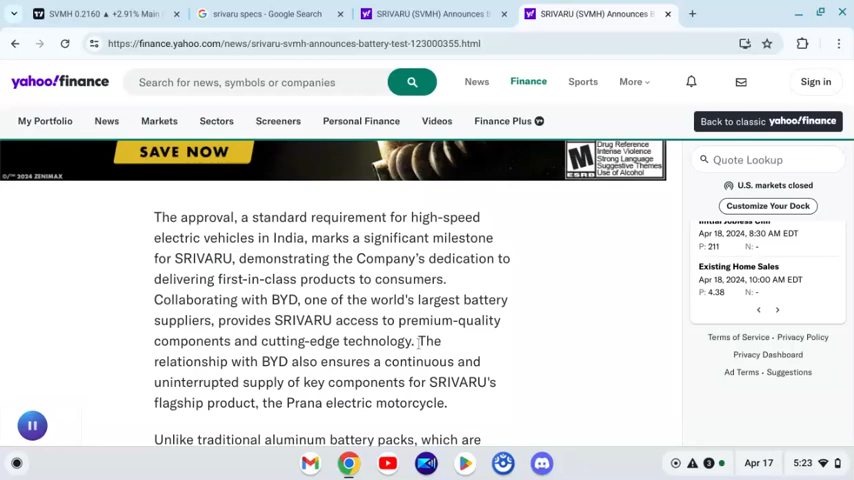 SVMH 0.2160 ▲ +2.91% Main
srivaru specs - Google Search
SRIVARU (SVMH) Announces B
SRIVARU (SVMH) Announces B
https://finance.yahoo.com/news/srivaru-svmh-announces-battery-test-123000355.html
yahoo!finance
Search for news, symbols or companies
News
Finance
Sports
More
Sign in
My Portfolio
News
Markets
Sectors
Screeners
Personal Finance
Videos
Finance Plus
Back to classic yahoo!finance
SAVE NOW
©/™ 2024 ZENIMAX
M
ESRB
Drug Reference
Intense Violence
Strong Language
Suggestive Themes
Use of Alcohol
Quote Lookup
U.S. markets closed
Customize Your Dock
Initial Jobless Clm
Apr 18, 2024, 8:30 AM EDT
P: 211 N: -
Existing Home Sales
Apr 18, 2024, 10:00 AM EDT
P: 4.38 N: -
Terms of Service • Privacy Policy
Privacy Dashboard
Ad Terms • Suggestions
The approval, a standard requirement for high-speed
electric vehicles in India, marks a significant milestone
for SRIVARU, demonstrating the Company's dedication to
delivering first-in-class products to consumers.
Collaborating with BYD, one of the world's largest battery
suppliers, provides SRIVARU access to premium-quality
components and cutting-edge technology. The
relationship with BYD also ensures a continuous and
uninterrupted supply of key components for SRIVARU's
flagship product, the Prana electric motorcycle.
Unlike traditional aluminum battery packs, which are
3
Apr 17
5:23